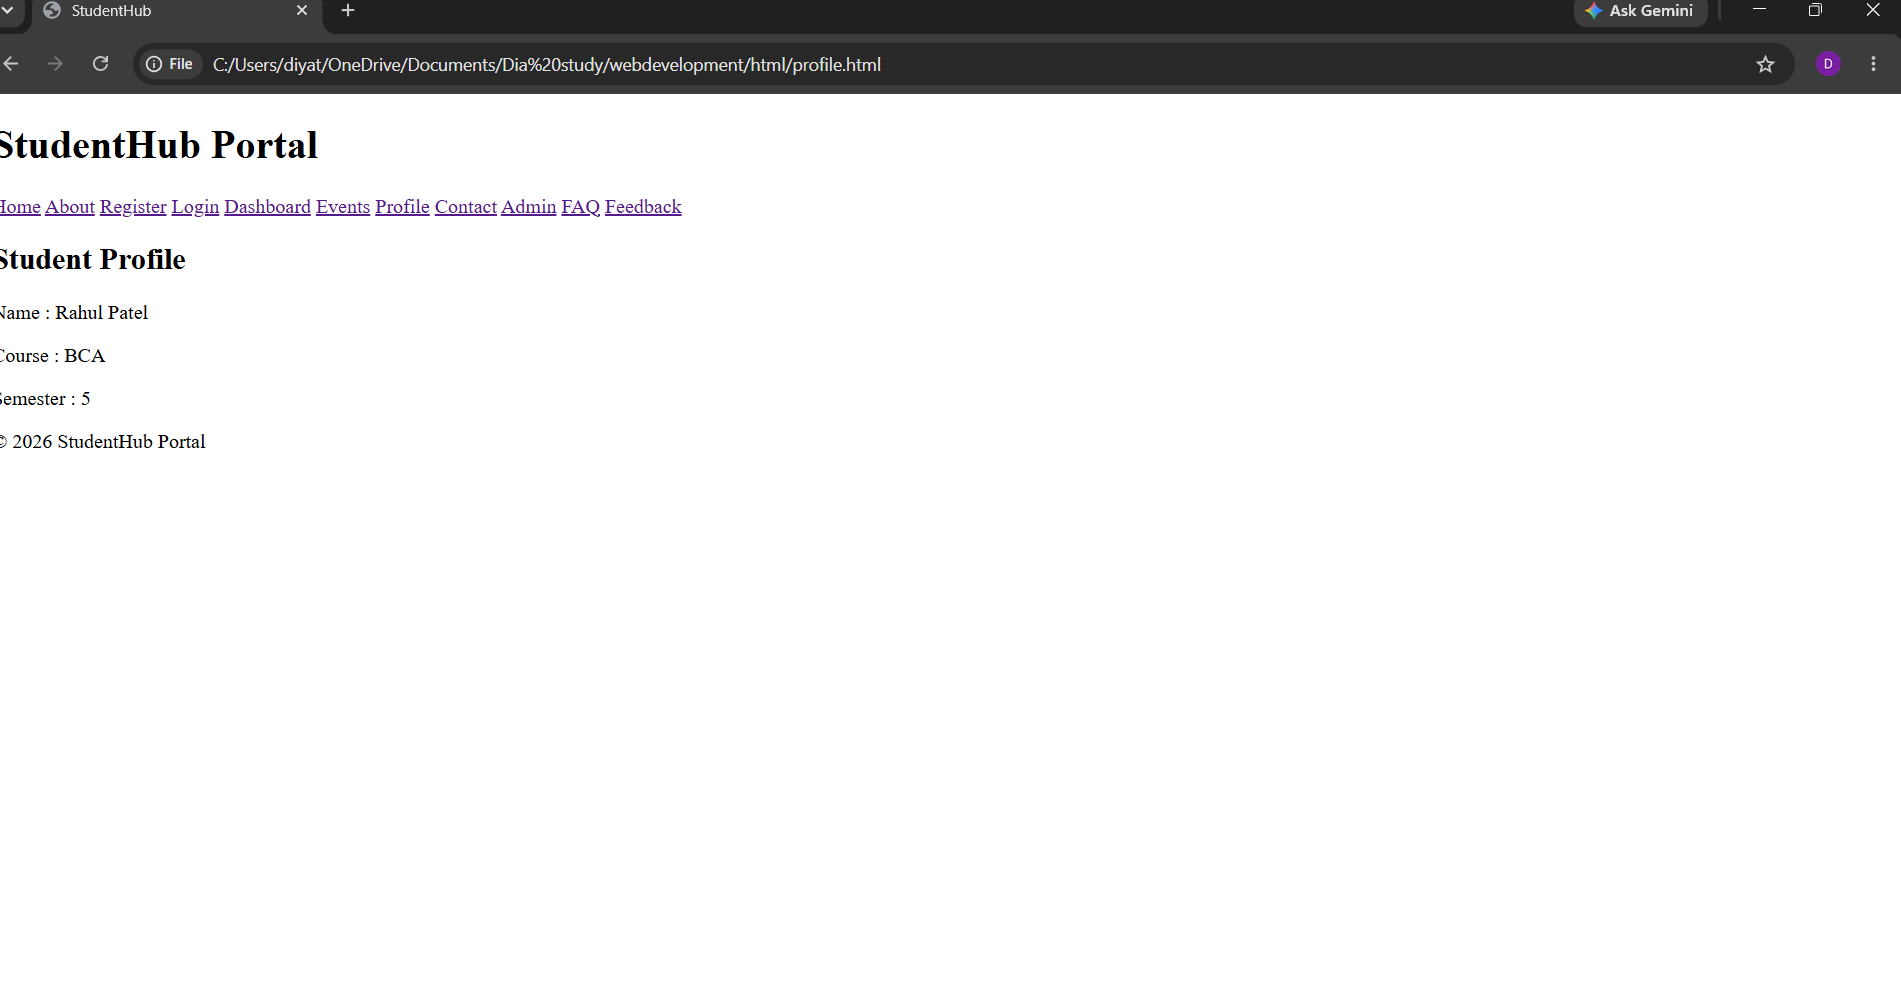 StudentHub
Ask Gemini
File C:/Users/diyat/OneDrive/Documents/Dia%20study/webdevelopment/html/profile.html
D
StudentHub Portal
Home About Register Login Dashboard Events Profile Contact Admin FAQ Feedback
Student Profile
Name : Rahul Patel
Course : BCA
Semester : 5
© 2026 StudentHub Portal